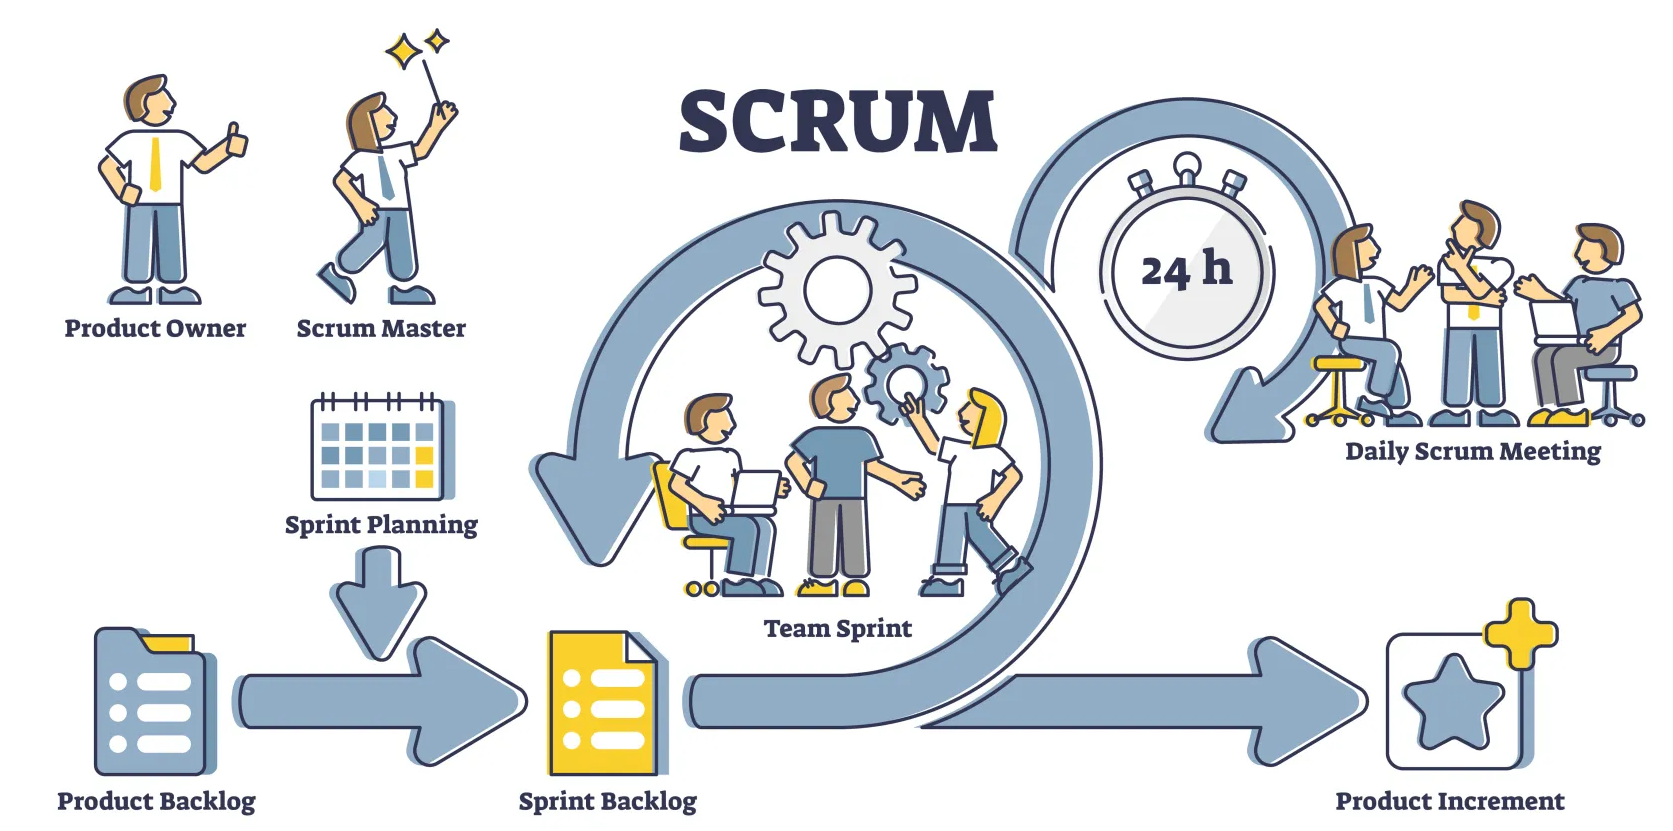 SCRUM
24 h
Product Owner
Scrum Master
Daily Scrum Meeting
Sprint Planning
Team Sprint
Product Backlog
Sprint Backlog
Product Increment